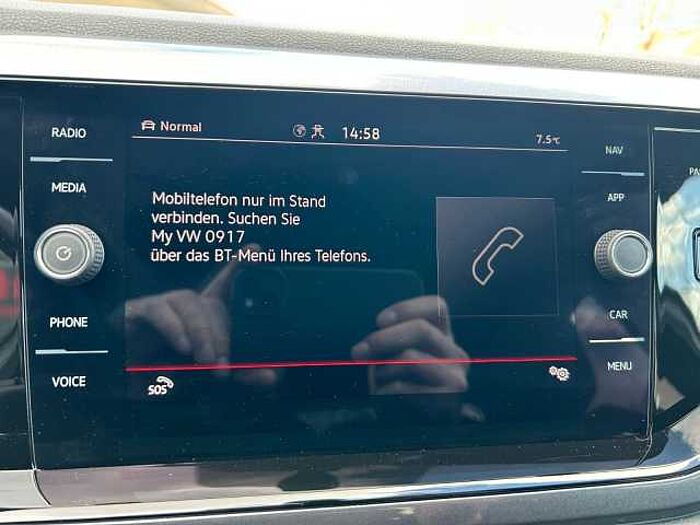 RADIO
MEDIA
PHONE
VOICE
Normal
14:58
7.5°C
Mobiltelefon nur im Stand
verbinden. Suchen Sie
My VW 0917
über das BT-Menü Ihres Telefons.
SOS
NAV
APP
CAR
MENU